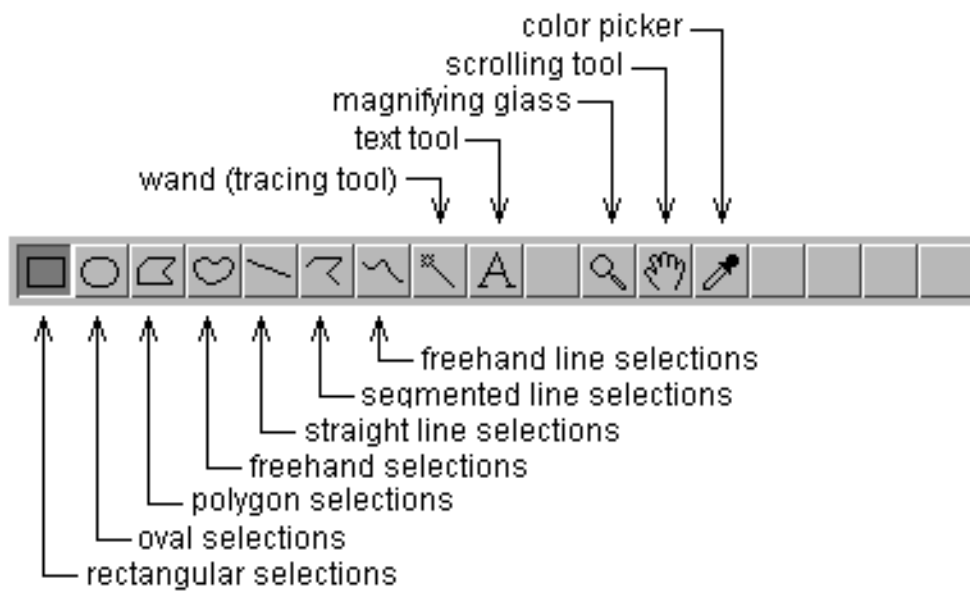 color picker
scrolling tool
magnifying glass
text tool
wand (tracing tool)
A
freehand line selections
segmented line selections
straight line selections
freehand selections
polygon selections
oval selections
rectangular selections